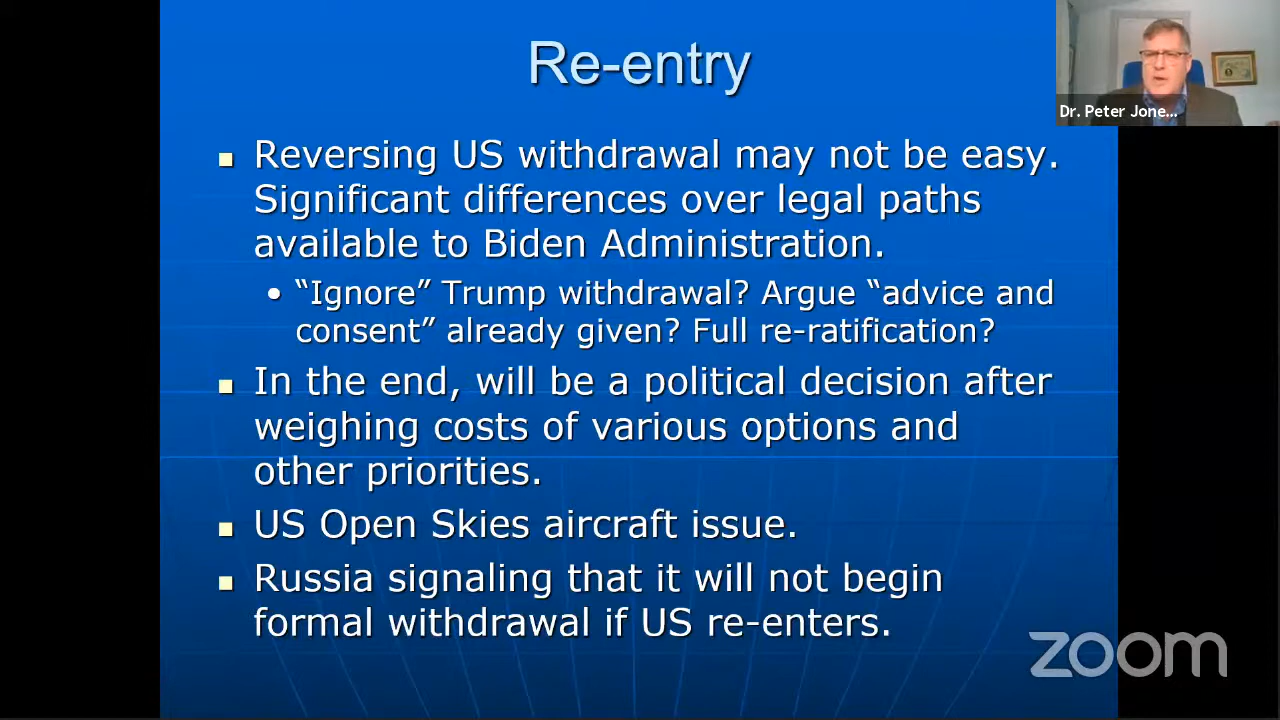 Re-entry
Dr. Peter Jone...
Reversing US withdrawal may not be easy.
Significant differences over legal paths
available to Biden Administration.
“Ignore” Trump withdrawal? Argue “advice and
consent” already given? Full re-ratification?
In the end, will be a political decision after
weighing costs of various options and
other priorities.
US Open Skies aircraft issue.
Russia signaling that it will not begin
formal withdrawal if US re-enters.
zoom